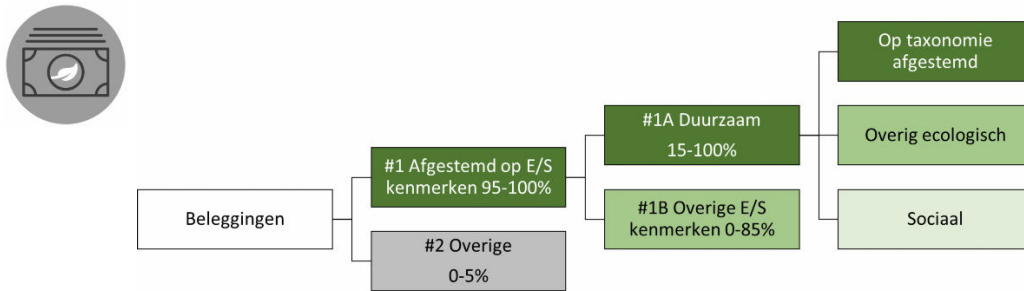 Beleggingen
#1 Afgestemd op E/S
kenmerken 95-100%
#2 Overige
0-5%
#1A Duurzaam
15-100%
#1B Overige E/S
kenmerken 0-85%
Op taxonomie
afgestemd
Overig ecologisch
Sociaal